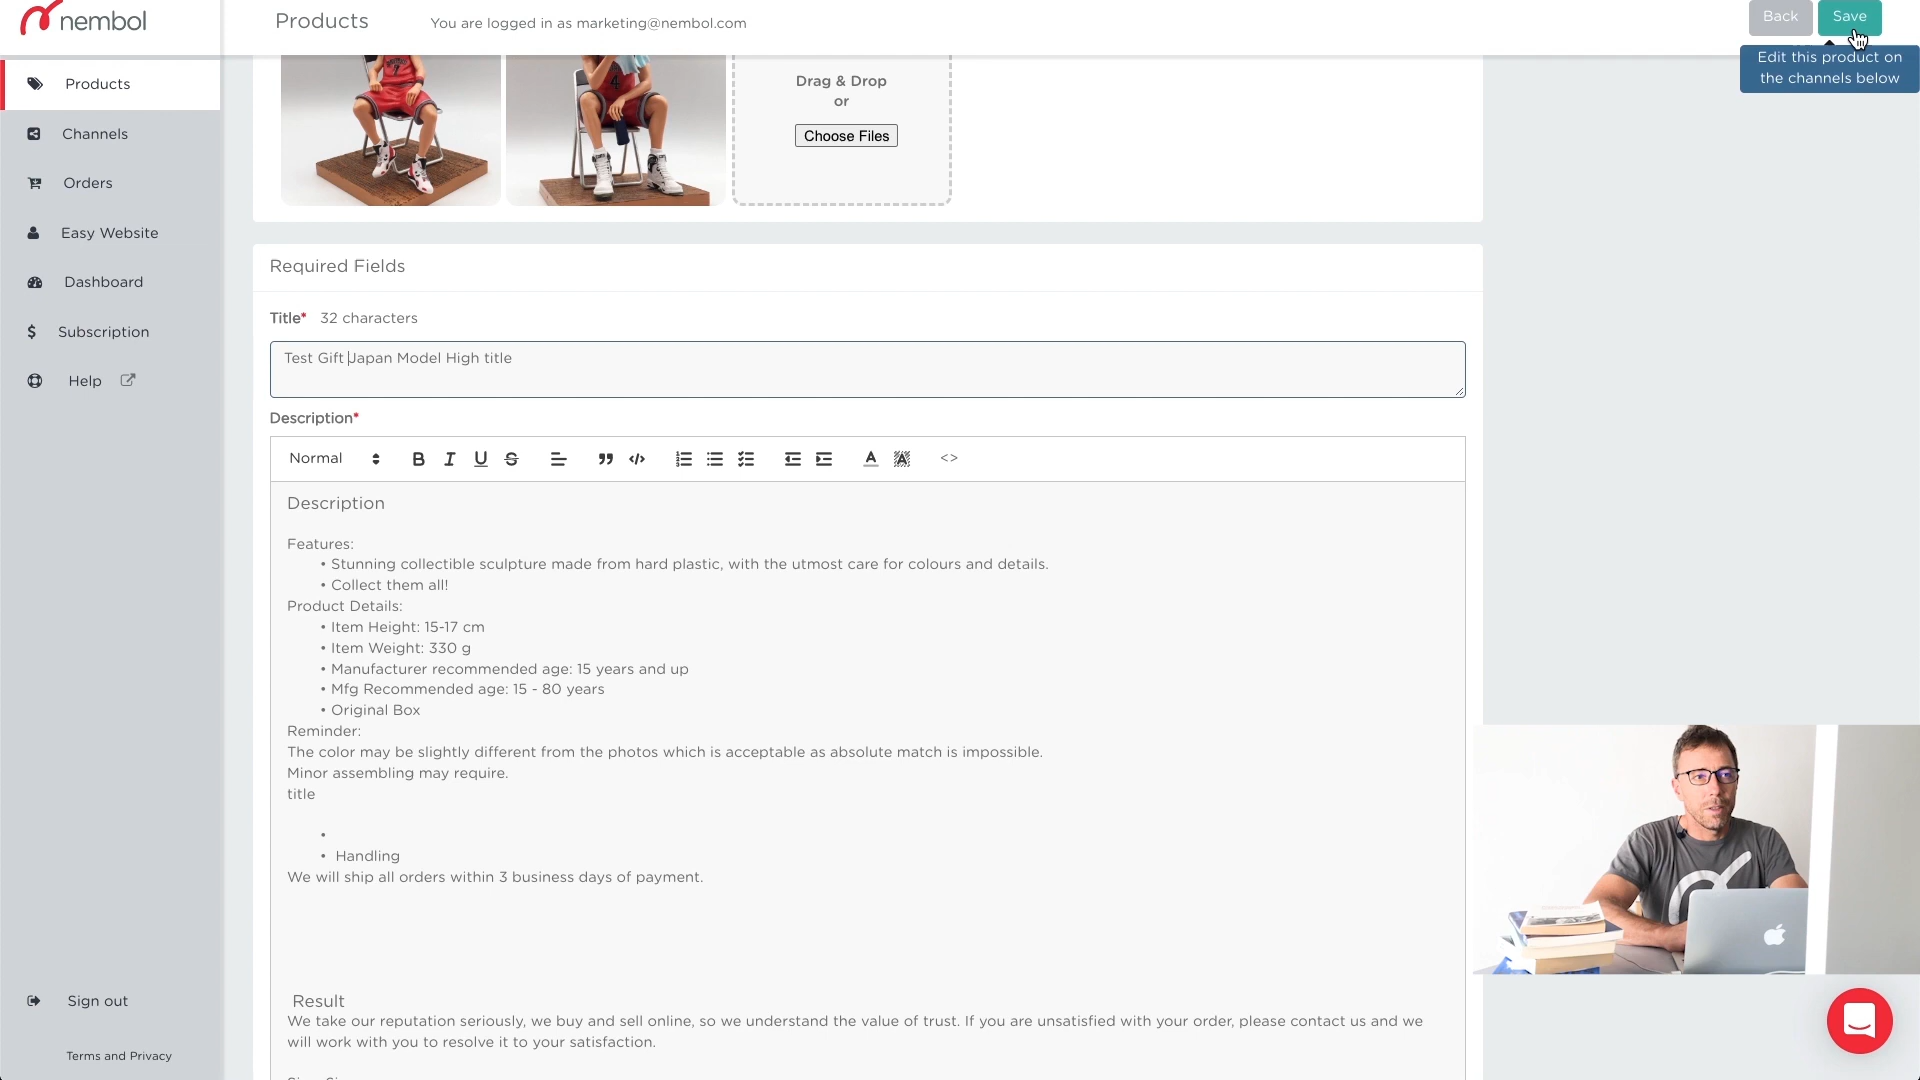 nembol
Products
You are logged in as marketing@nembol.com
Back
Save
Edit this product on
the channels below
Products
Channels
Orders
Easy Website
Dashboard
Subscription
Help
Sign out
Terms and Privacy
Drag & Drop
or
Choose Files
Required Fields
Title* 32 characters
Test Gift Japan Model High title
Description*
Normal
Description
Features:
• Stunning collectible sculpture made from hard plastic, with the utmost care for colours and details.
• Collect them all!
Product Details:
• Item Height: 15-17 cm
• Item Weight: 330 g
• Manufacturer recommended age: 15 years and up
• Mfg Recommended age: 15 - 80 years
• Original Box
Reminder:
The color may be slightly different from the photos which is acceptable as absolute match is impossible.
Minor assembling may require.
title
•
• Handling
We will ship all orders within 3 business days of payment.
Result
We take our reputation seriously, we buy and sell online, so we understand the value of trust. If you are unsatisfied with your order, please contact us and we
will work with you to resolve it to your satisfaction.